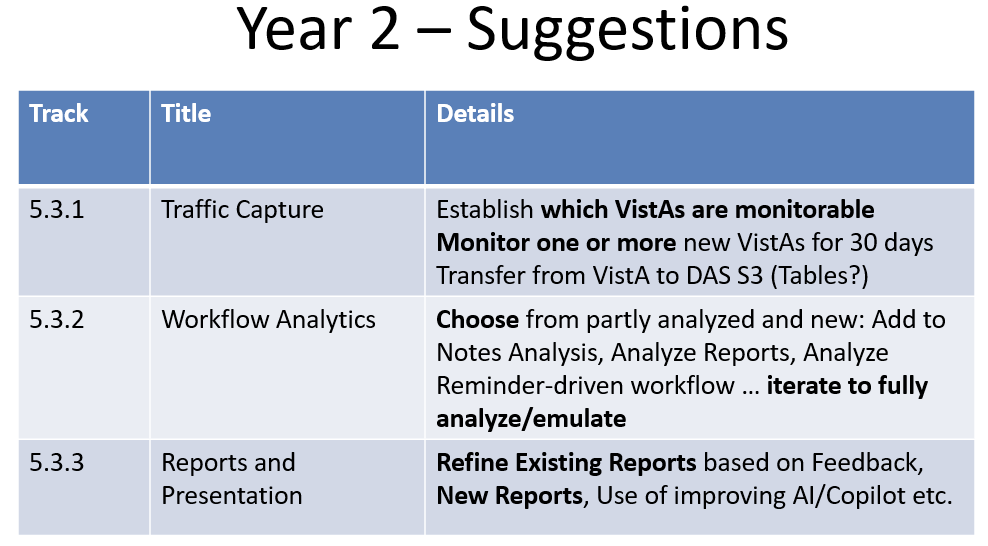 Year 2 – Suggestions
Track Title Details
5.3.1 Traffic Capture Establish which VistAs are monitorable
Monitor one or more new VistAs for 30 days
Transfer from VistA to DAS S3 (Tables?)
5.3.2 Workflow Analytics Choose from partly analyzed and new: Add to
Notes Analysis, Analyze Reports, Analyze
Reminder-driven workflow … iterate to fully
analyze/emulate
5.3.3 Reports and Refine Existing Reports based on Feedback,
Presentation New Reports, Use of improving AI/Copilot etc.